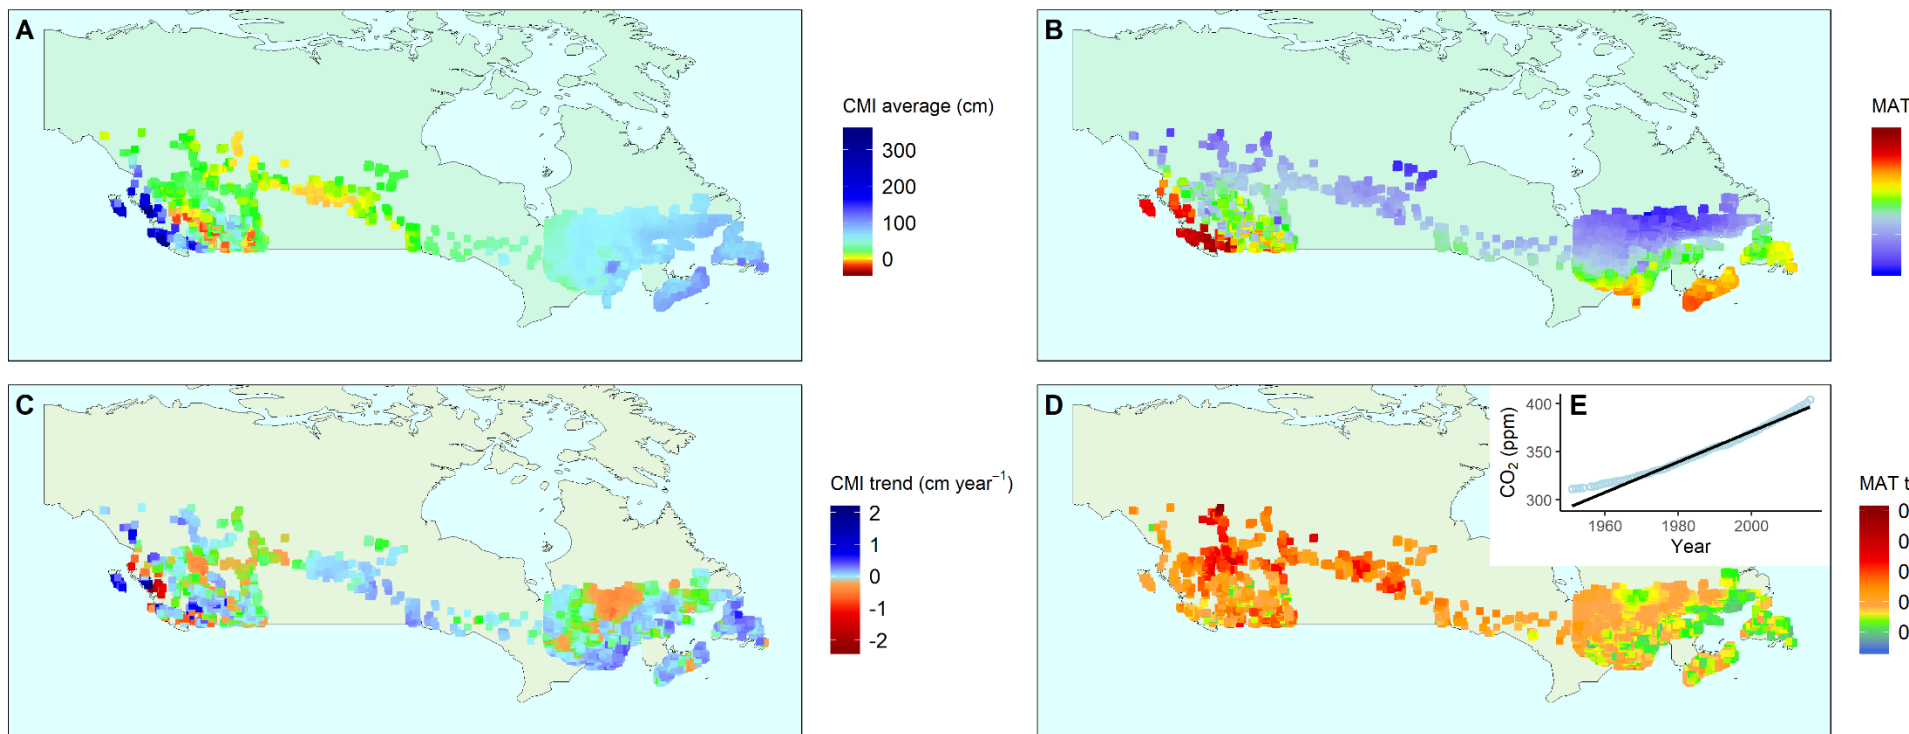 A
CMI average (cm)
300
200
100
0
B
MAT
C
CMI trend (cm year⁻¹)
2
1
0
-1
-2
D
E
400
350
300
CO₂ (ppm)
1960
1980
2000
Year
MAT t
0
0
0
0
0